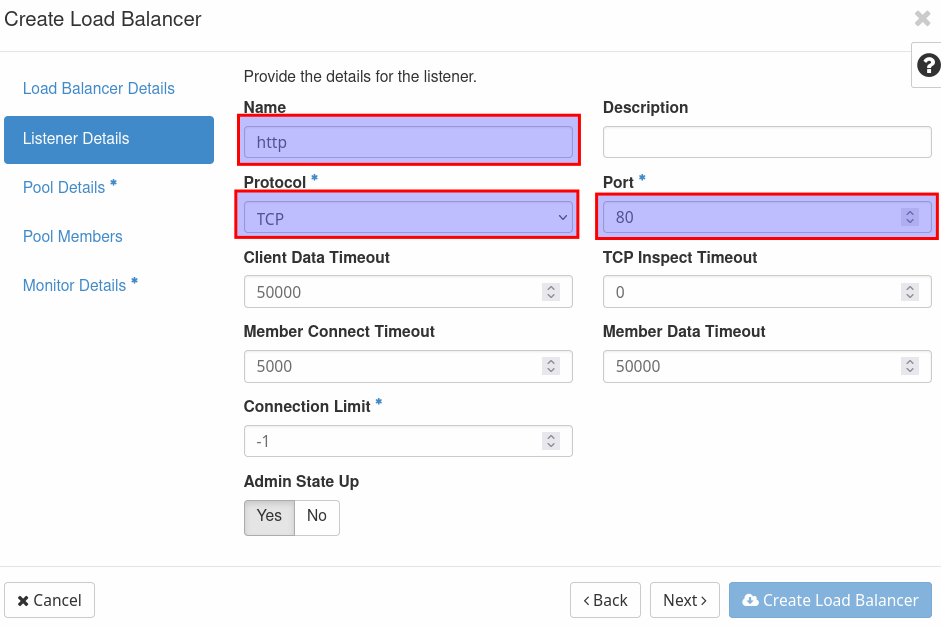 Create Load Balancer
Load Balancer Details
Listener Details
Pool Details *
Pool Members
Monitor Details *
Provide the details for the listener.
Name
http
Description
Protocol *
TCP
Port *
80
Client Data Timeout
50000
TCP Inspect Timeout
0
Member Connect Timeout
5000
Member Data Timeout
50000
Connection Limit *
-1
Admin State Up
Yes No
Cancel
Back
Next
Create Load Balancer